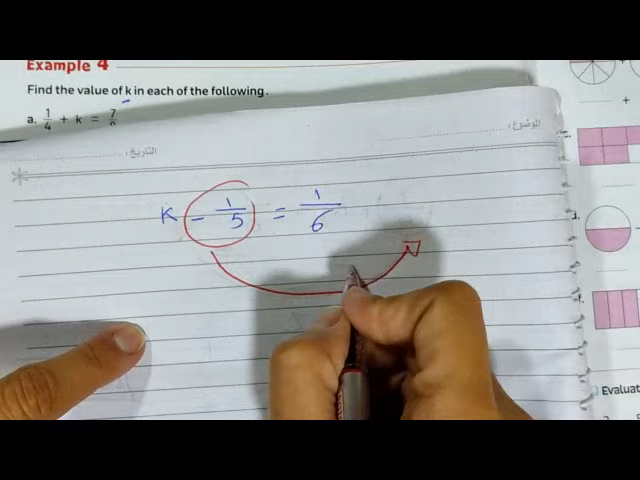 Example 4
Find the value of k in each of the following.
a. 1/4 + k = 7/
الموضوع :
التاريخ :
K - 1/5 = 1/6
Evaluat